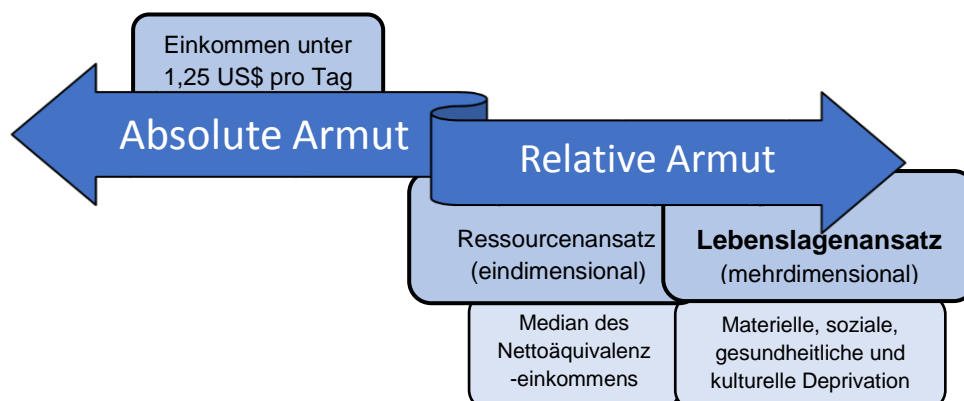 Einkommen unter
1,25 US$ pro Tag
Absolute Armut
Relative Armut
Ressourcenansatz
(eindimensional)
Lebenslagenansatz
(mehrdimensional)
Median des
Nettoäquivalenz
-einkommens
Materielle, soziale,
gesundheitliche und
kulturelle Deprivation